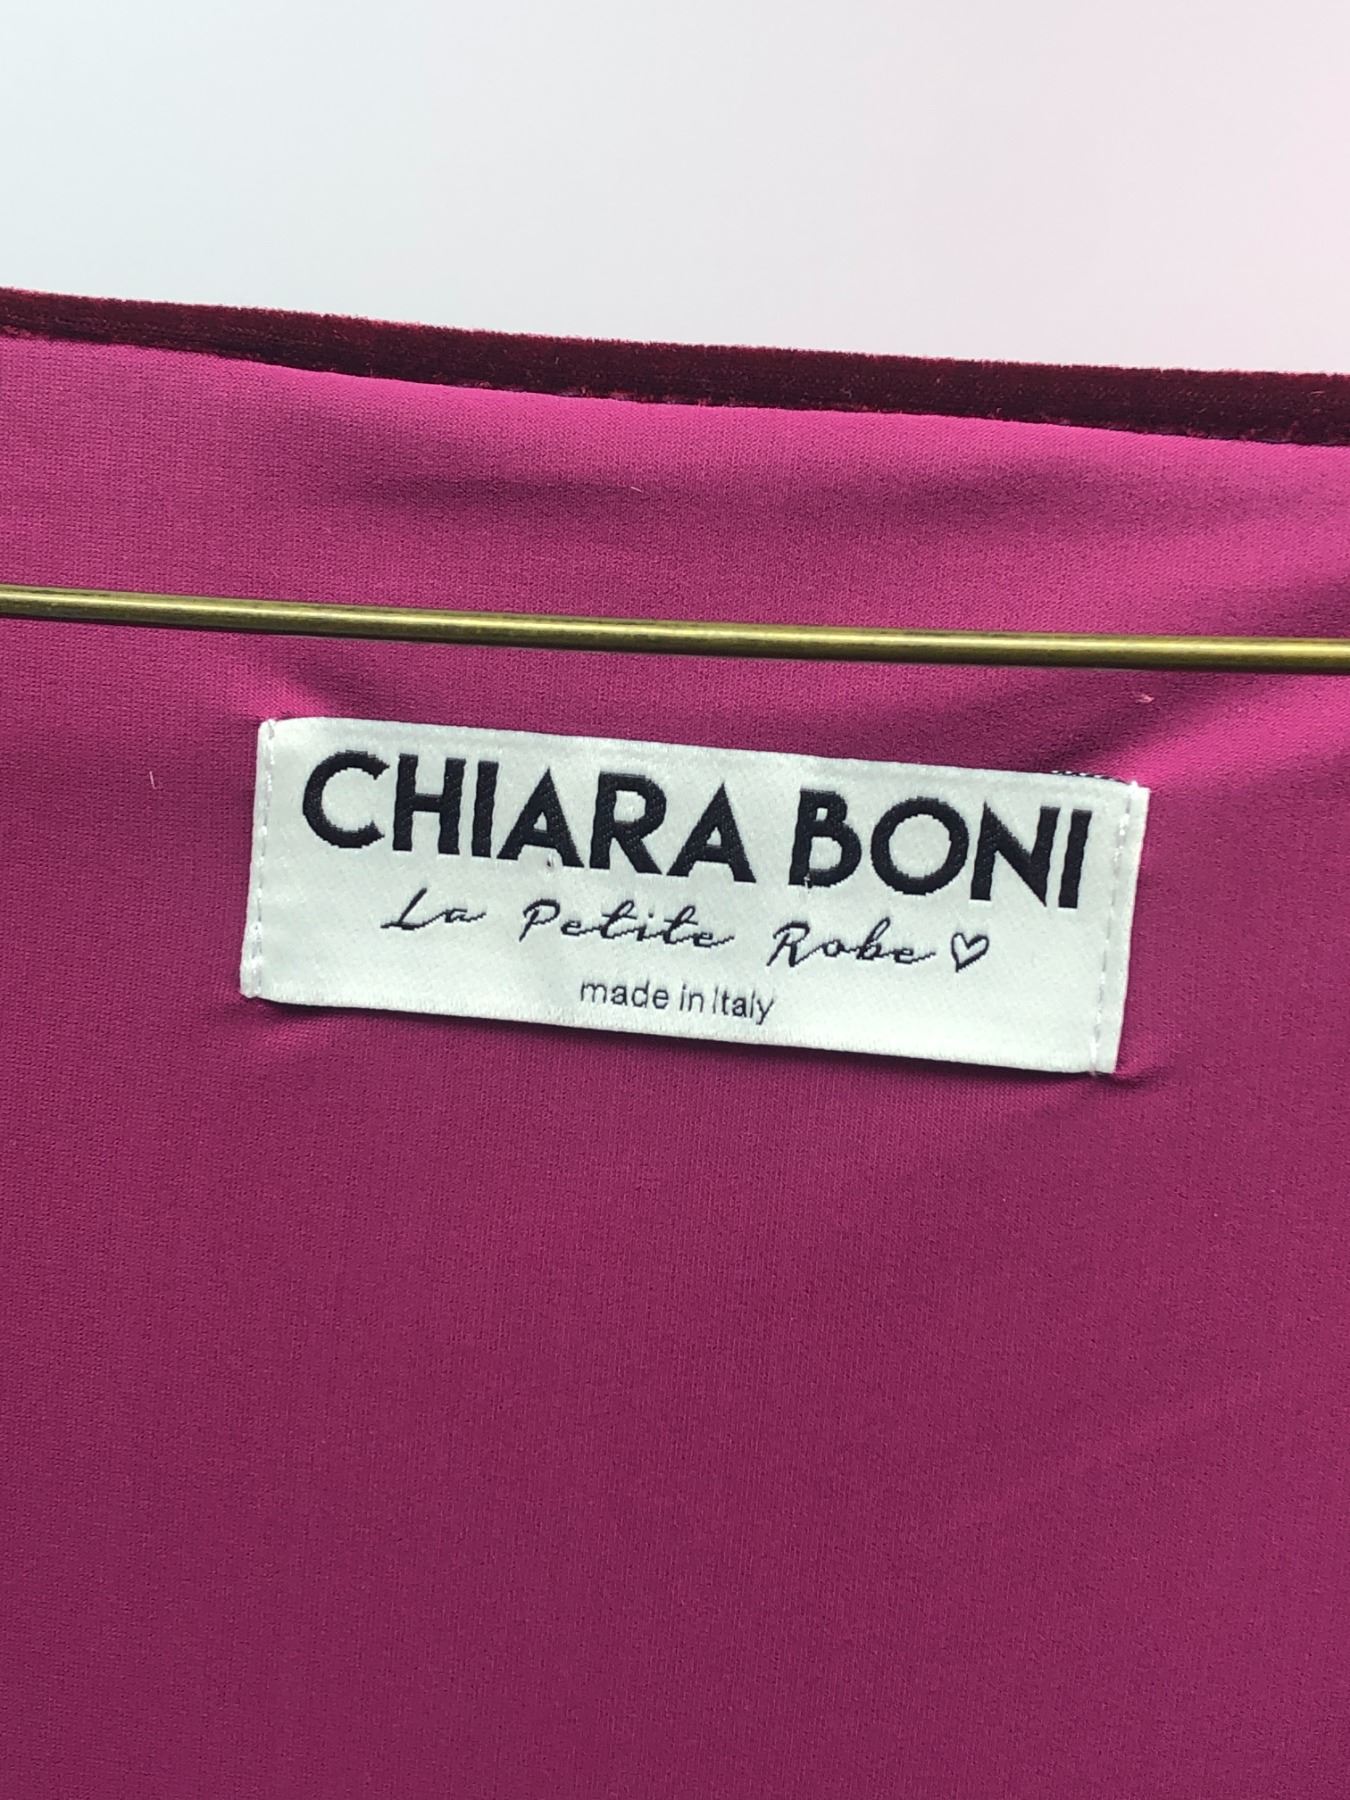 CHIARA BONI
La Petite Robe♡
made in Italy